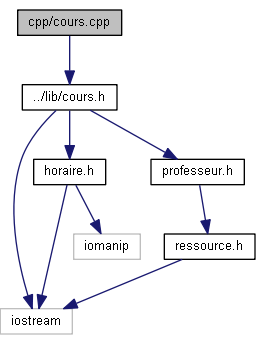 cpp/cours.cpp
../lib/cours.h
horaire.h
professeur.h
iomanip
ressource.h
iostream